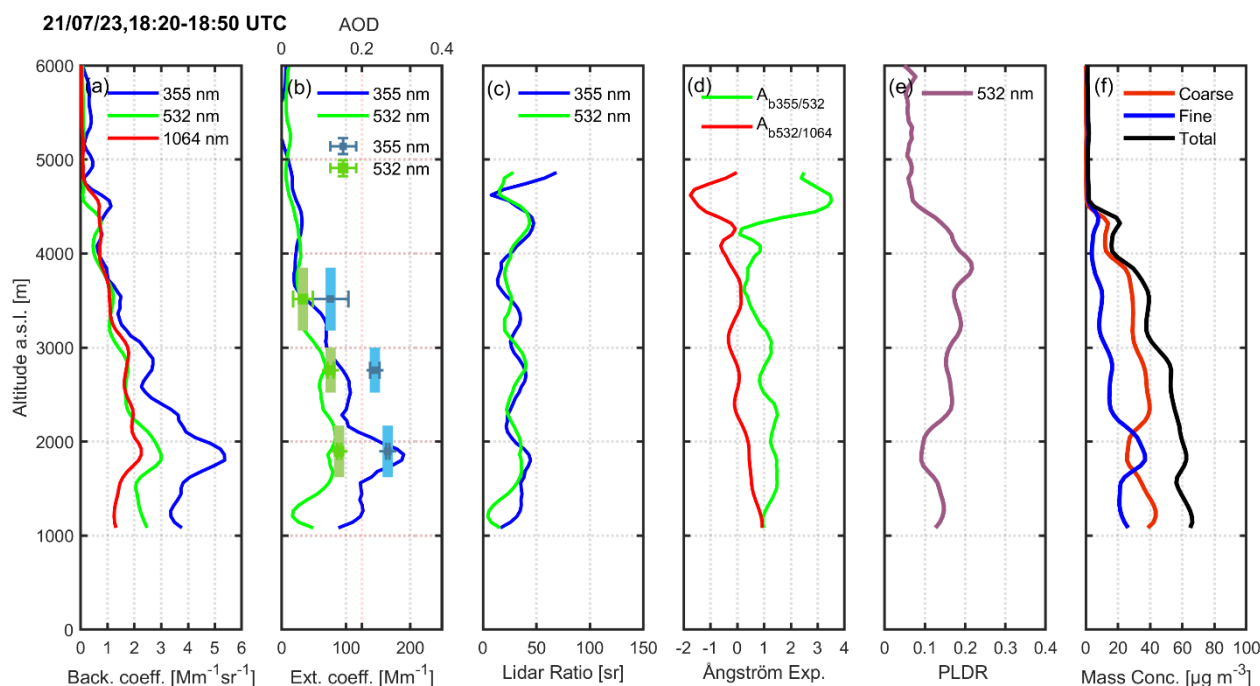 21/07/23,18:20-18:50 UTC
AOD
0 0.2 0.4
6000
5000
4000
3000
2000
1000
0
Altitude a.s.l. [m]
(a)
355 nm
532 nm
1064 nm
0 1 2 3 4 5 6
Back. coeff. [Mm⁻¹sr⁻¹]
(b)
355 nm
532 nm
355 nm
532 nm
0 100 200
Ext. coeff. [Mm⁻¹]
(c)
355 nm
532 nm
0 50 100 150
Lidar Ratio [sr]
(d)
A b355/532
A b532/1064
-2 -1 0 1 2 3 4
Ångström Exp.
(e)
532 nm
0 0.1 0.2 0.3 0.4
PLDR
(f)
Coarse
Fine
Total
0 20 40 60 80 100
Mass Conc. [µg m⁻³]